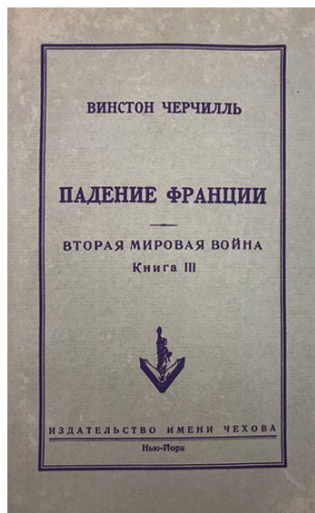 ВИНСТОН ЧЕРЧИЛЛЬ
ПАДЕНИЕ ФРАНЦИИ
ВТОРАЯ МИРОВАЯ ВОЙНА
Книга III
ИЗДАТЕЛЬСТВО ИМЕНИ ЧЕХОВА
Нью-Йорк